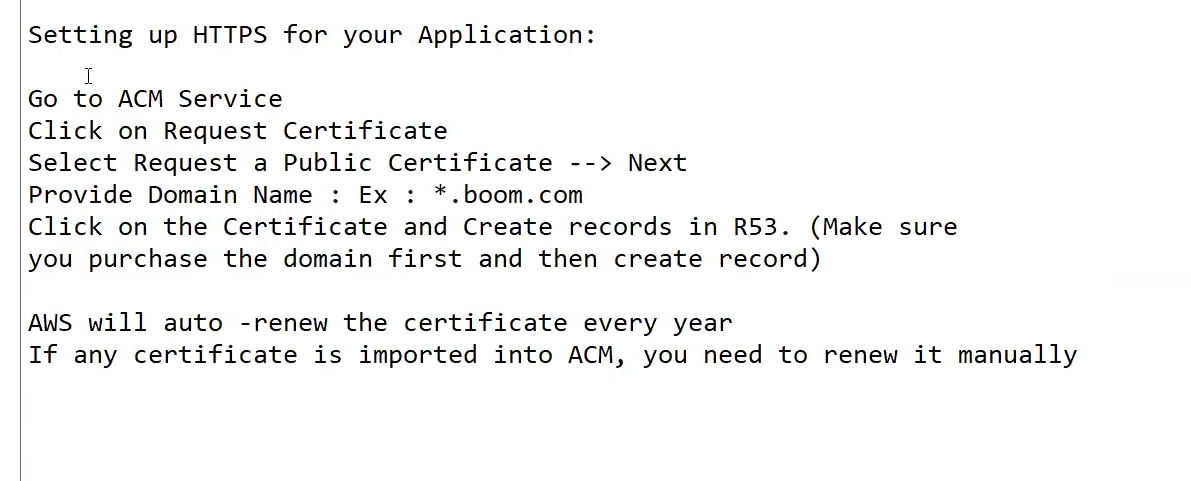 Setting up HTTPS for your Application:
Go to ACM Service
Click on Request Certificate
Select Request a Public Certificate --> Next
Provide Domain Name : Ex : *.boom.com
Click on the Certificate and Create records in R53. (Make sure
you purchase the domain first and then create record)
AWS will auto -renew the certificate every year
If any certificate is imported into ACM, you need to renew it manually